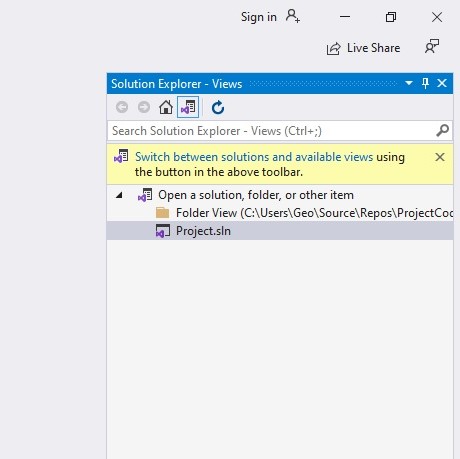 Sign in
Live Share
Solution Explorer - Views
Search Solution Explorer - Views (Ctrl+;)
Switch between solutions and available views using
the button in the above toolbar.
Open a solution, folder, or other item
Folder View (C:\Users\Geo\Source\Repos\ProjectCoo
Project.sln